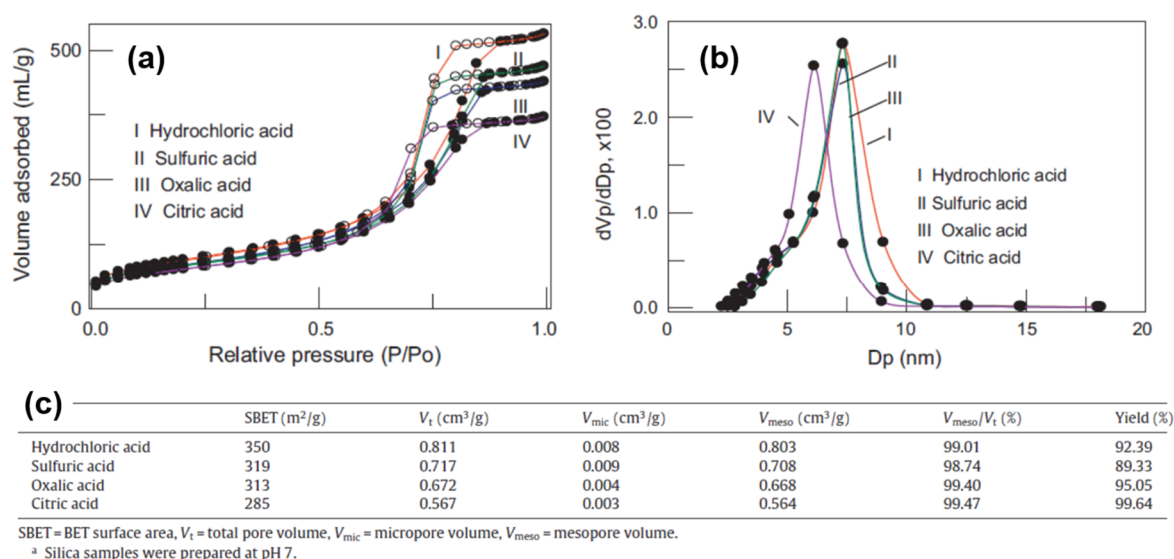 (a)
Volume adsorbed (mL/g)
500
250
0
I
II
III
IV
I Hydrochloric acid
II Sulfuric acid
III Oxalic acid
IV Citric acid
0.0 0.5 1.0
Relative pressure (P/Po)
(b)
dVp/dDp, x100
3.0
2.0
1.0
0.0
IV
II
III
I
I Hydrochloric acid
II Sulfuric acid
III Oxalic acid
IV Citric acid
0 5 10 15 20
Dp (nm)
(c)
SBET (m²/g) Vt (cm³/g) Vmic (cm³/g) Vmeso (cm³/g) Vmeso/Vt (%) Yield (%)
Hydrochloric acid 350 0.811 0.008 0.803 99.01 92.39
Sulfuric acid 319 0.717 0.009 0.708 98.74 89.33
Oxalic acid 313 0.672 0.004 0.668 99.40 95.05
Citric acid 285 0.567 0.003 0.564 99.47 99.64
SBET = BET surface area, Vt = total pore volume, Vmic = micropore volume, Vmeso = mesopore volume.
a Silica samples were prepared at pH 7.